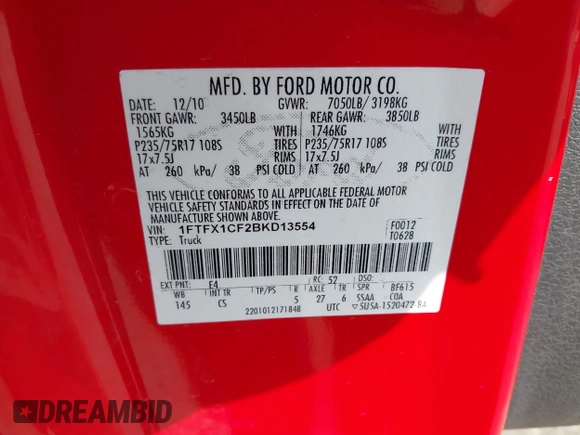 MFD. BY FORD MOTOR CO.
DATE: 12/10 GVWR: 7050LB/ 3198KG
FRONT GAWR: 3450LB REAR GAWR: 3850LB
1565KG WITH 1746KG WITH
P235/75R17 108S TIRES P235/75R17 108S TIRES
17x7.5J RIMS 17x7.5J RIMS
AT 260 kPa/ 38 PSI COLD AT 260 kPa/ 38 PSI COLD
THIS VEHICLE CONFORMS TO ALL APPLICABLE FEDERAL MOTOR
VEHICLE SAFETY STANDARDS IN EFFECT ON THE DATE OF
MANUFACTURE SHOWN ABOVE.
VIN: 1FTFX1CF2BKD13554 F0012
TYPE: Truck T0628
EXT PNT: E4 RC: 52 DSO:
WB INT TR TP/PS R AXLE TR SPR BF615
145 CS 5 27 6 SSAA COA
2201012171848 UTC ▽5U5A-1520472-BA
DREAMBID